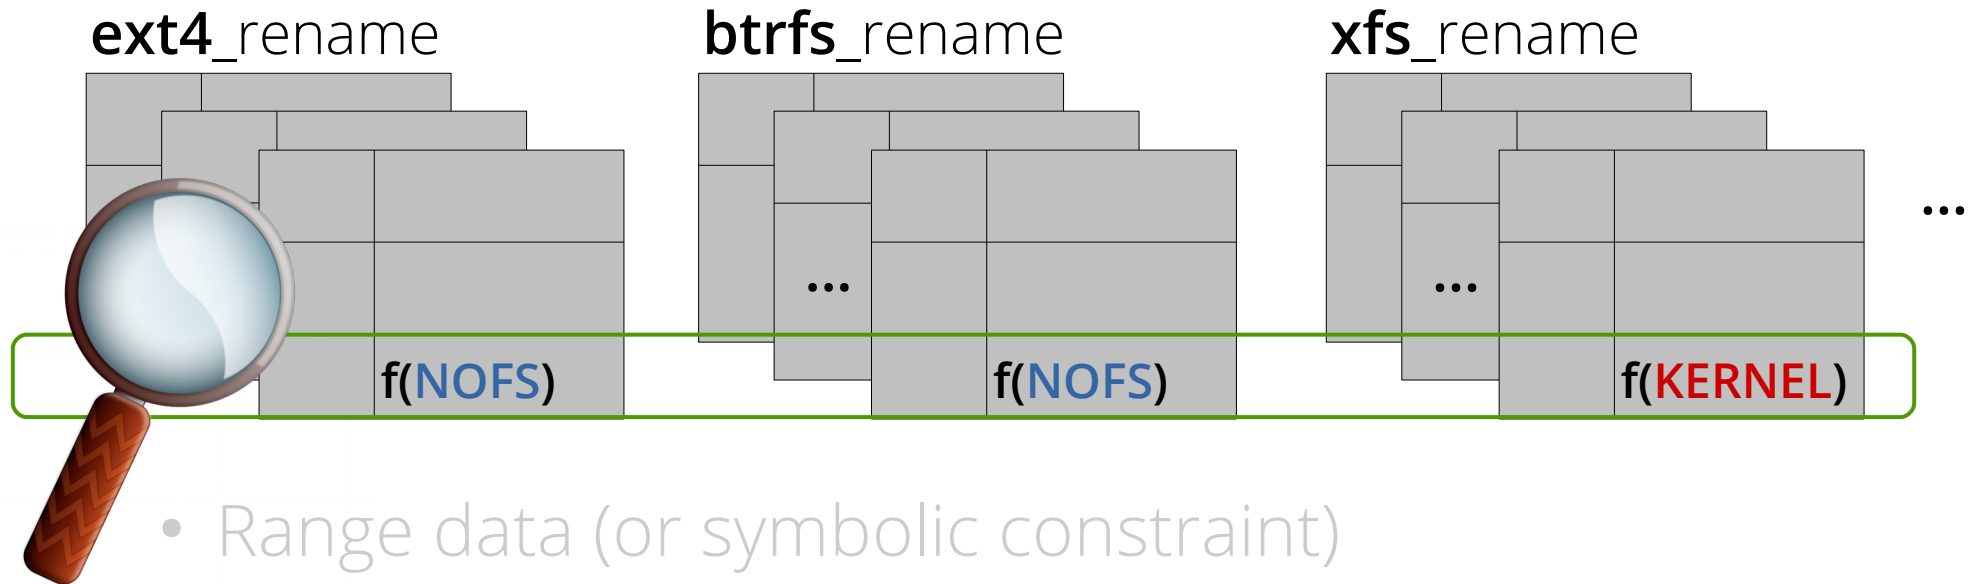 ext4_rename btrfs_rename xfs_rename
...
... ...
f(NOFS) f(NOFS) f(KERNEL)
• Range data (or symbolic constraint)